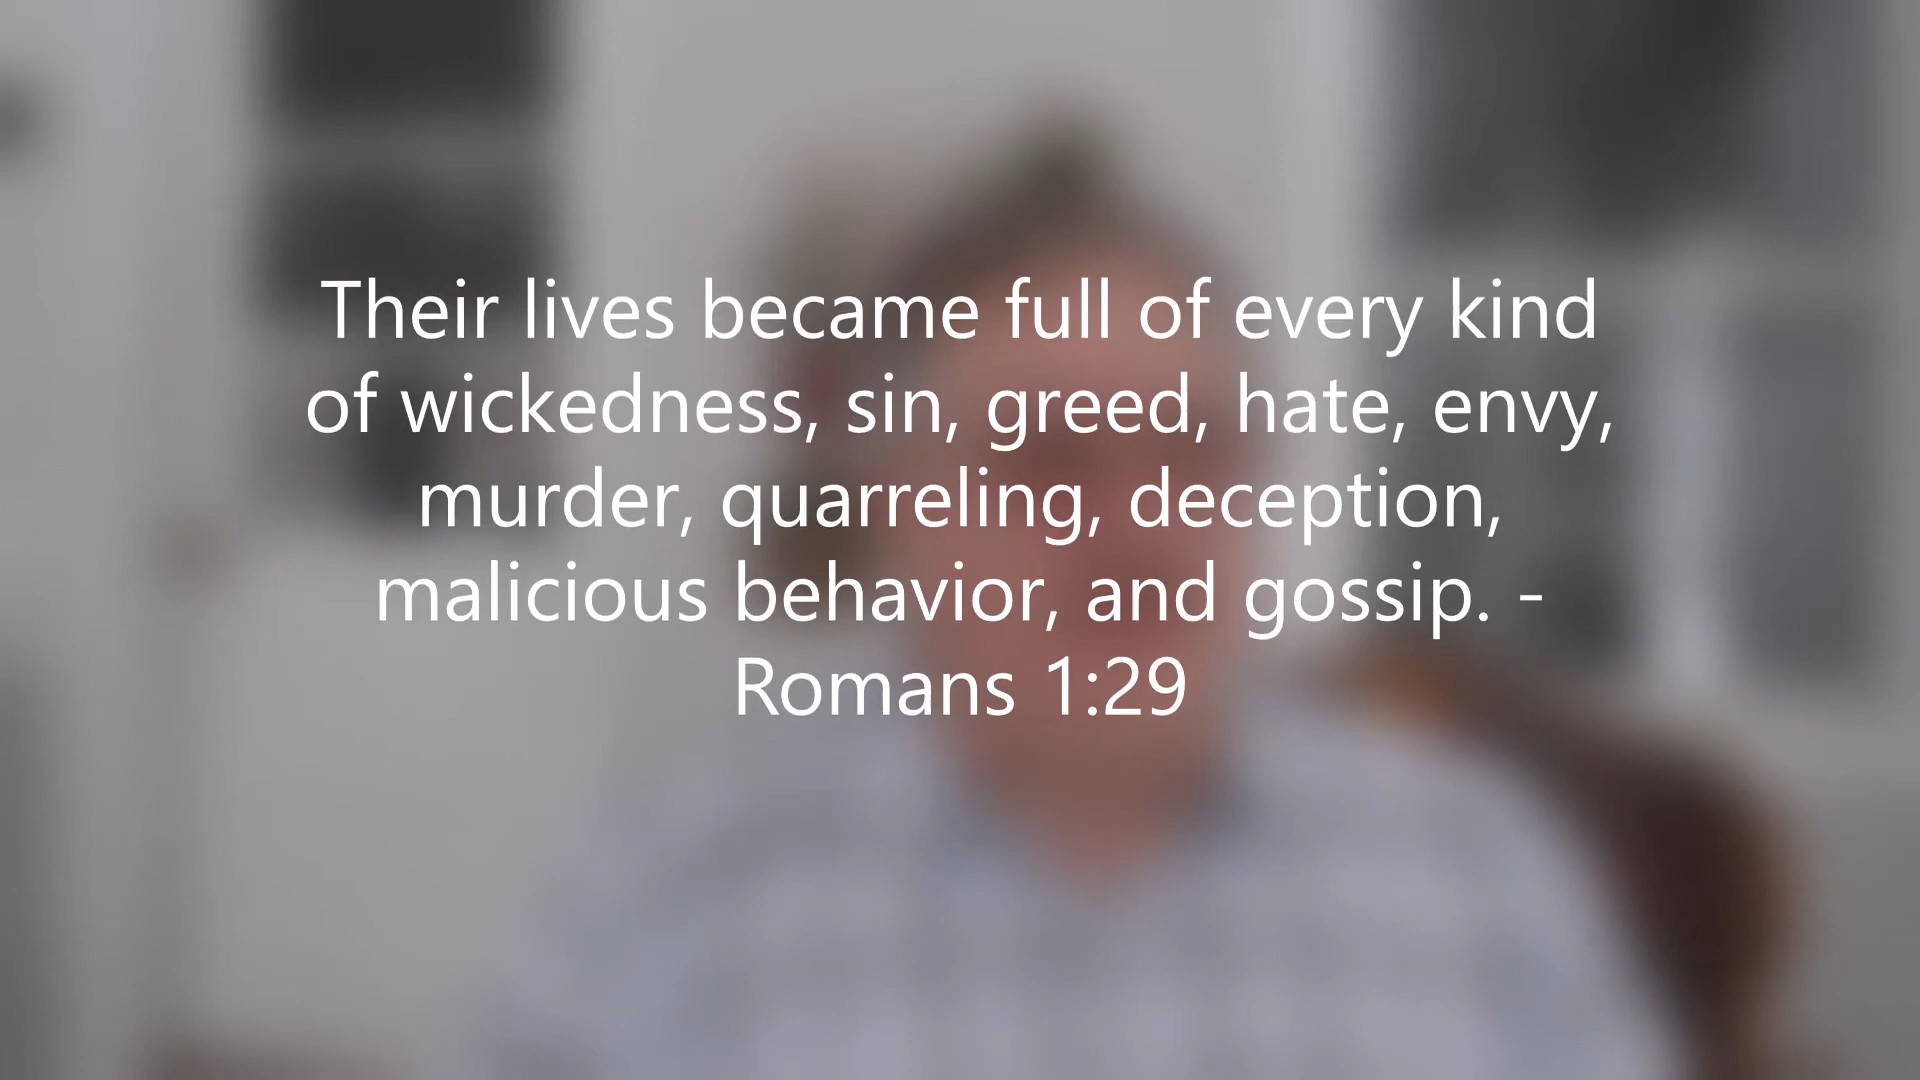 Their lives became full of every kind
of wickedness, sin, greed, hate, envy,
murder, quarreling, deception,
malicious behavior, and gossip. -
Romans 1:29